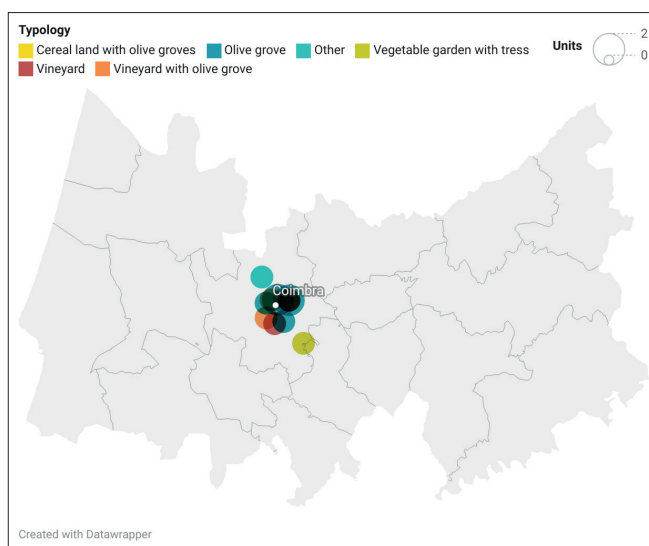 Typology
Cereal land with olive groves Olive grove Other Vegetable garden with tress
Vineyard Vineyard with olive grove
Units
2
0
Coimbra
Created with Datawrapper